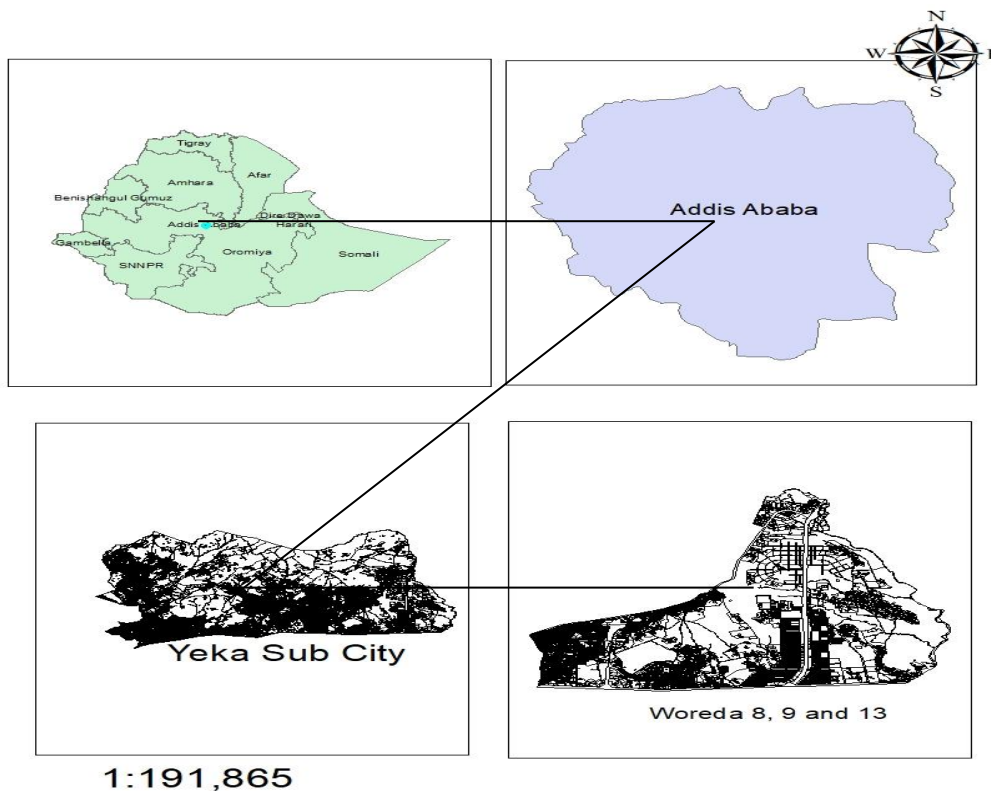 N
W
S
Tigray
Afar
Amhara
Benishangul Gumuz
Dire Dawa
Harari
Addis Ababa
Gambella
Oromiya
Somali
SNNPR
Addis Ababa
Yeka Sub City
Woreda 8, 9 and 13
1:191,865